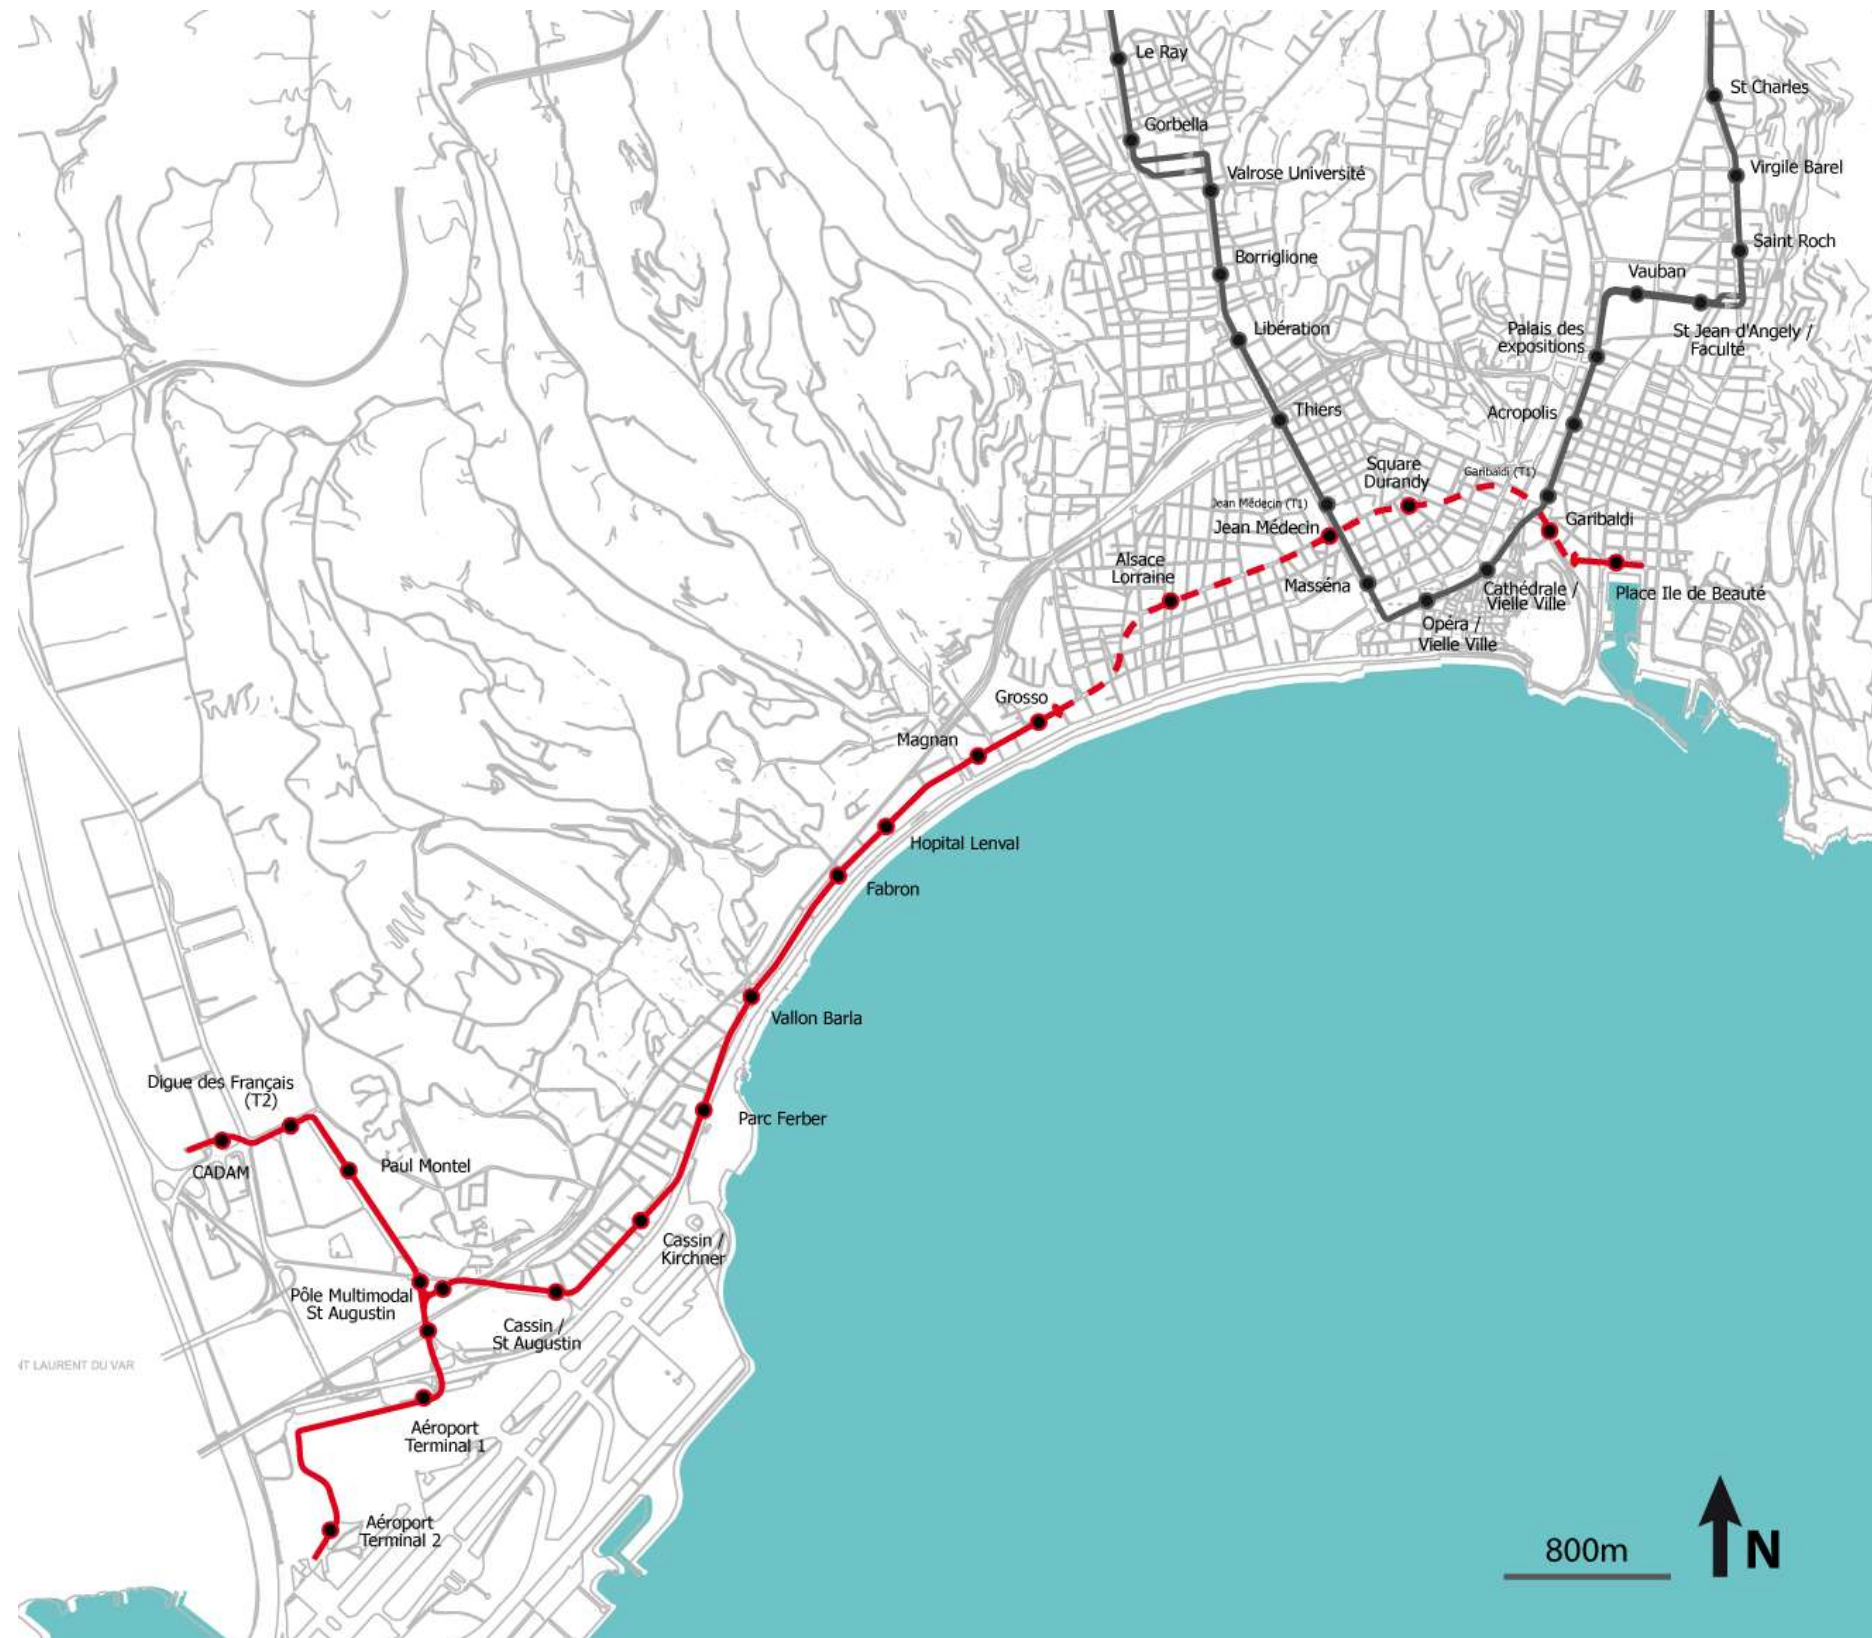 Le Ray
St Charles
Gorbella
Virgile Barel
Valrose Université
Saint Roch
Borriglione
Vauban
Libération
Palais des
expositions
St Jean d'Angely /
Faculté
Thiers
Acropolis
Square
Durandy
Garibaldi (T1)
Jean Médecin (T1)
Jean Médecin
Garibaldi
Alsace
Lorraine
Masséna
Cathédrale /
Vielle Ville
Place Ile de Beauté
Opéra /
Vielle Ville
Grosso
Magnan
Hopital Lenval
Fabron
Vallon Barla
Digue des Français
(T2)
Parc Ferber
CADAM
Paul Montel
Cassin /
Kirchner
Pôle Multimodal
St Augustin
Cassin /
St Augustin
NT LAURENT DU VAR
Aéroport
Terminal 1
Aéroport
Terminal 2
800m
N